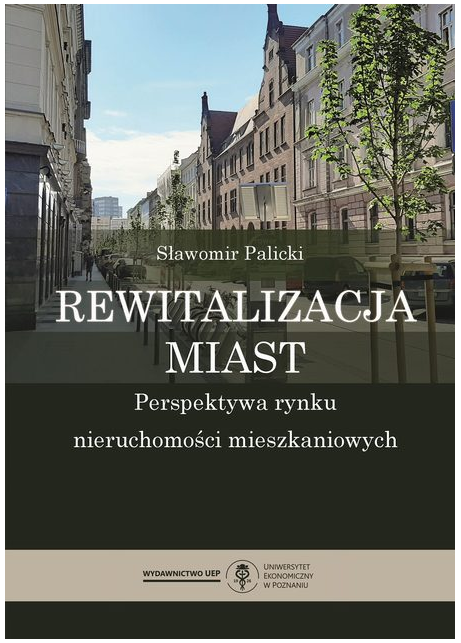 Sławomir Palicki
REWITALIZACJA
MIAST
Perspektywa rynku
nieruchomości mieszkaniowych
WYDAWNICTWO UEP
UNIWERSYTET
EKONOMICZNY
W POZNANIU